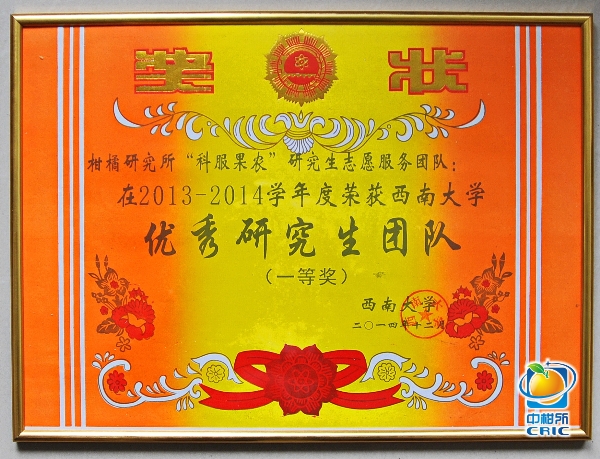 奖 状
柑橘研究所“科服果农”研究生志愿服务团队：
在2013-2014学年度荣获西南大学
优秀研究生团队
（一等奖）
西南大学
二〇一四年十二月
中柑所
CRIC